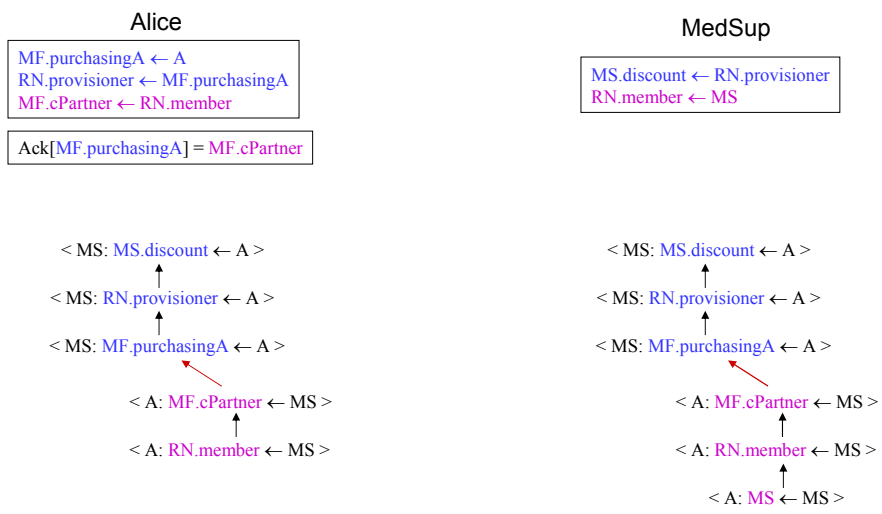 Alice
MF.purchasingA ← A
RN.provisioner ← MF.purchasingA
MF.cPartner ← RN.member
Ack[MF.purchasingA] = MF.cPartner
< MS: MS.discount ← A >
< MS: RN.provisioner ← A >
< MS: MF.purchasingA ← A >
< A: MF.cPartner ← MS >
< A: RN.member ← MS >
MedSup
MS.discount ← RN.provisioner
RN.member ← MS
< MS: MS.discount ← A >
< MS: RN.provisioner ← A >
< MS: MF.purchasingA ← A >
< A: MF.cPartner ← MS >
< A: RN.member ← MS >
< A: MS ← MS >